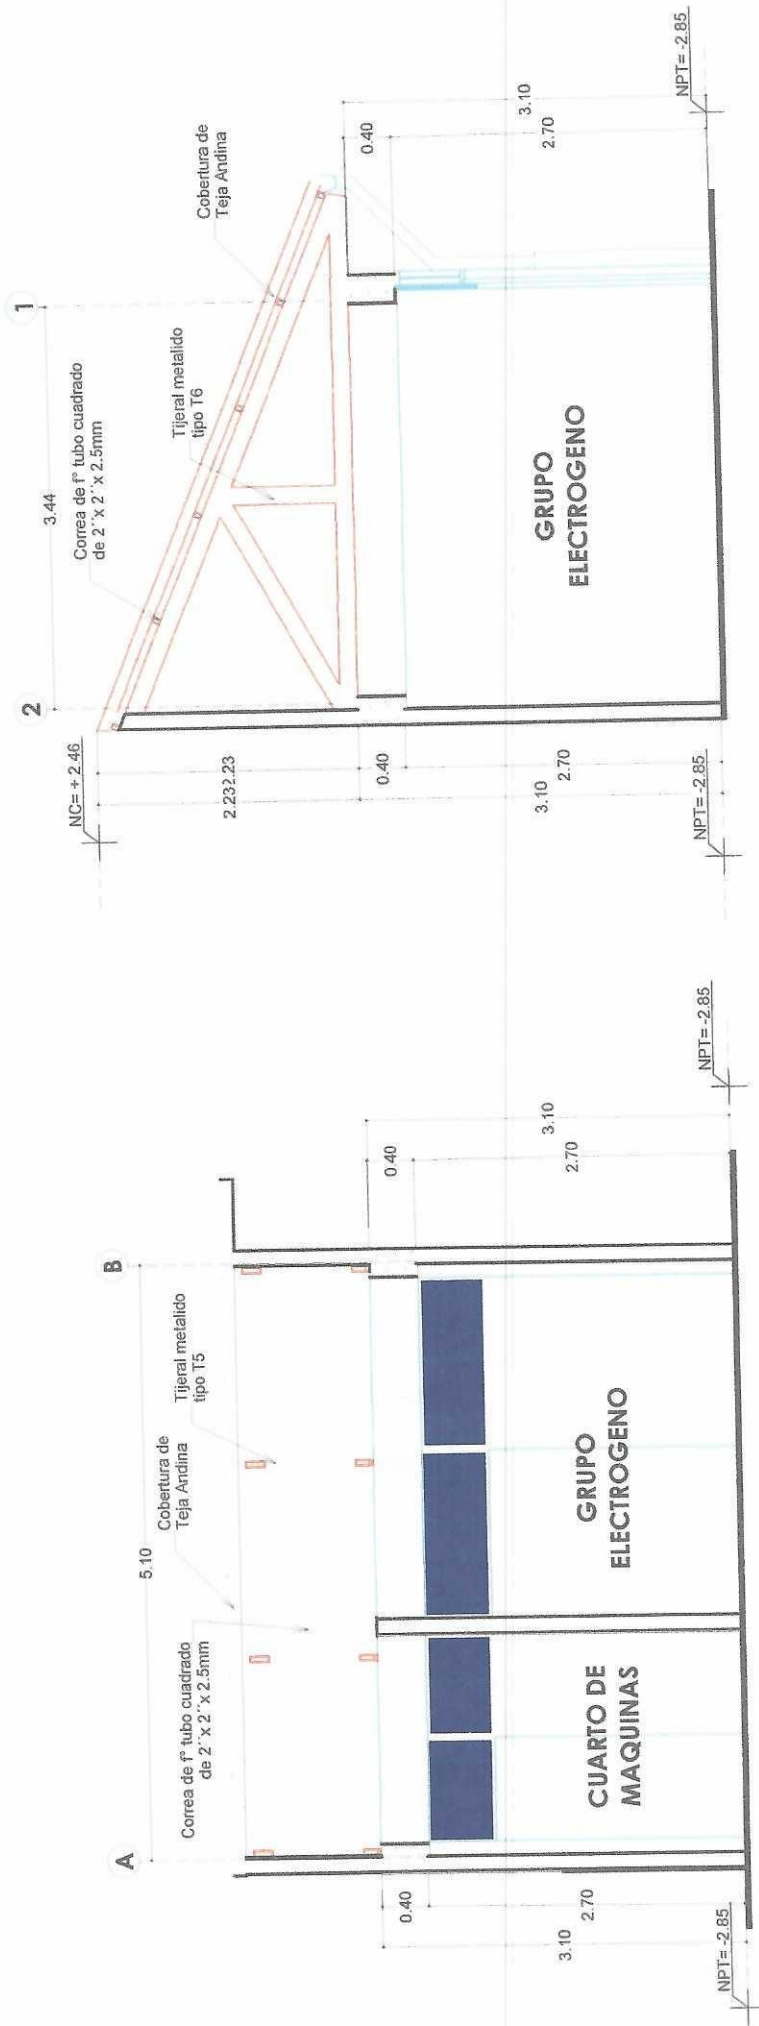 A
B
5.10
Correa de f° tubo cuadrado
de 2´´x 2´´x 2.5mm
Cobertura de
Teja Andina
Tijeral metalido
tipo T5
0.40
2.70
3.10
NPT= -2.85
CUARTO DE
MAQUINAS
GRUPO
ELECTROGENO
0.40
3.10
2.70
NPT= -2.85
2
1
3.44
NC= + 2.46
Correa de f° tubo cuadrado
de 2´´x 2´´x 2.5mm
Tijeral metalido
tipo T6
Cobertura de
Teja Andina
2.23
2.23
0.40
3.10
2.70
NPT= -2.85
GRUPO
ELECTROGENO
0.40
3.10
2.70
NPT= -2.85